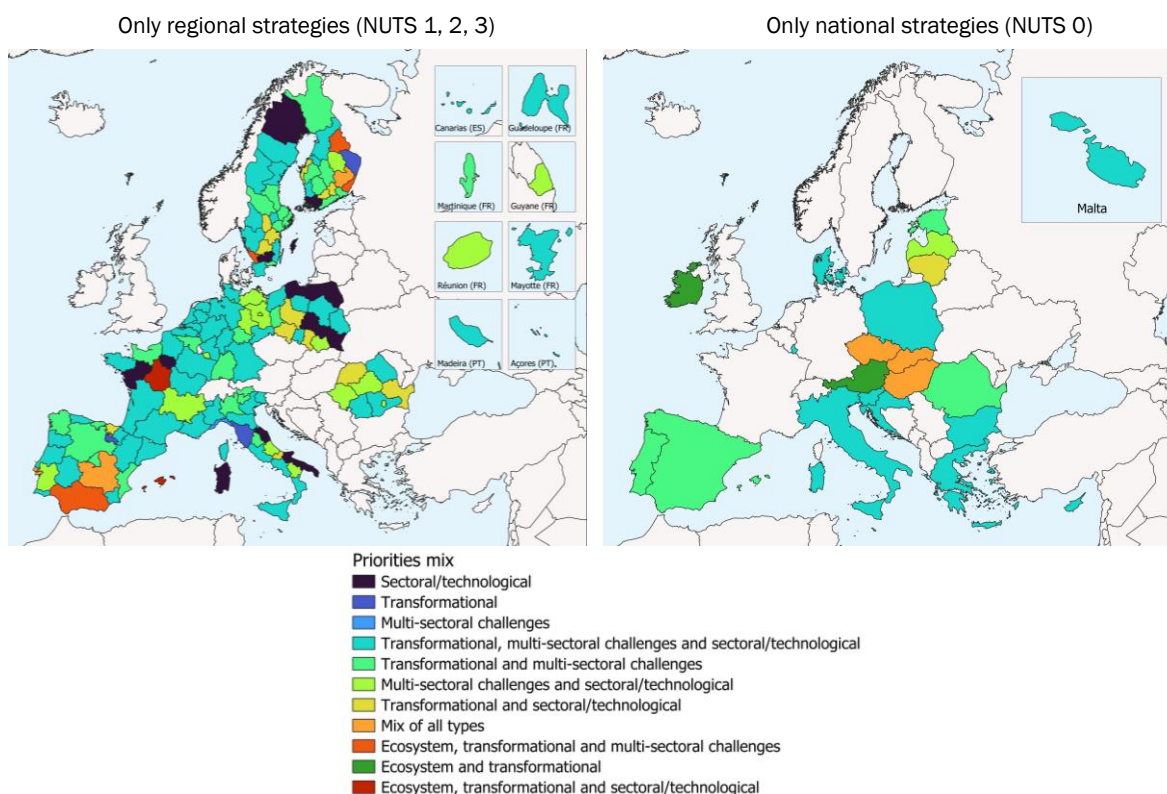 Only regional strategies (NUTS 1, 2, 3)
Only national strategies (NUTS 0)
Canarias (ES)
Guadeloupe (FR)
Martinique (FR)
Guyane (FR)
Réunion (FR)
Mayotte (FR)
Madeira (PT)
Açores (PT)
Malta
Priorities mix
Sectoral/technological
Transformational
Multi-sectoral challenges
Transformational, multi-sectoral challenges and sectoral/technological
Transformational and multi-sectoral challenges
Multi-sectoral challenges and sectoral/technological
Transformational and sectoral/technological
Mix of all types
Ecosystem, transformational and multi-sectoral challenges
Ecosystem and transformational
Ecosystem, transformational and sectoral/technological